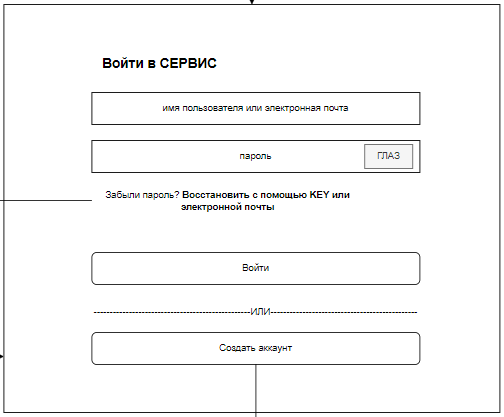 Войти в СЕРВИС
имя пользователя или электронная почта
пароль
ГЛАЗ
Забыли пароль? Восстановить с помощью KEY или
электронной почты
Войти
--------------------------------------------------ИЛИ-----------------------------------------------
Создать аккаунт